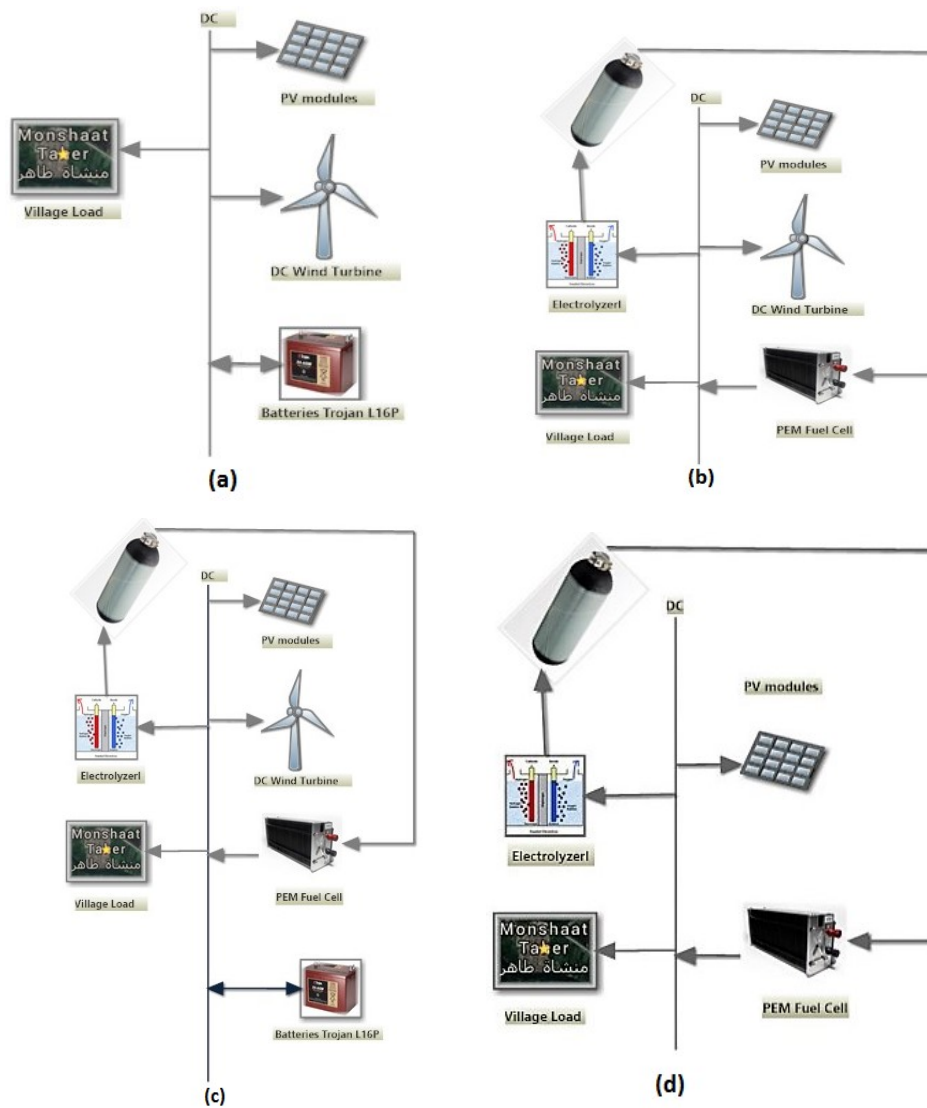 DC
PV modules
Monshaat
Taher
منشاة طاهر
Village Load
DC Wind Turbine
Batteries Trojan L16P
(a)
DC
PV modules
Electrolyzerl
DC Wind Turbine
Monshaat
Taher
منشاة طاهر
Village Load
PEM Fuel Cell
(b)
DC
PV modules
Electrolyzerl
DC Wind Turbine
Monshaat
Taher
منشاة طاهر
Village Load
PEM Fuel Cell
Batteries Trojan L16P
(c)
DC
PV modules
Electrolyzerl
Monshaat
Taher
منشاة طاهر
Village Load
PEM Fuel Cell
(d)